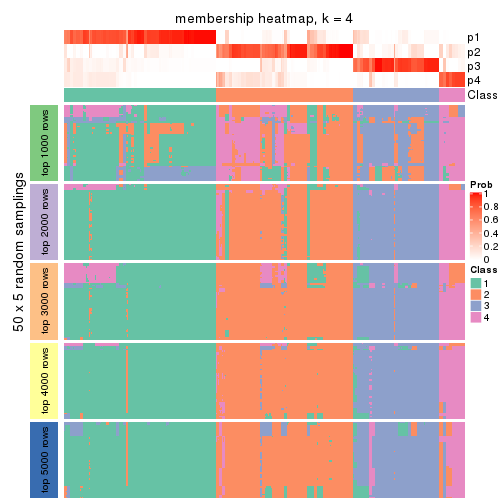 membership heatmap, k = 4
p1
p2
p3
p4
Class
50 x 5 random samplings
top 1000 rows
top 2000 rows
top 3000 rows
top 4000 rows
top 5000 rows
Prob
1
0.8
0.6
0.4
0.2
0
Class
1
2
3
4